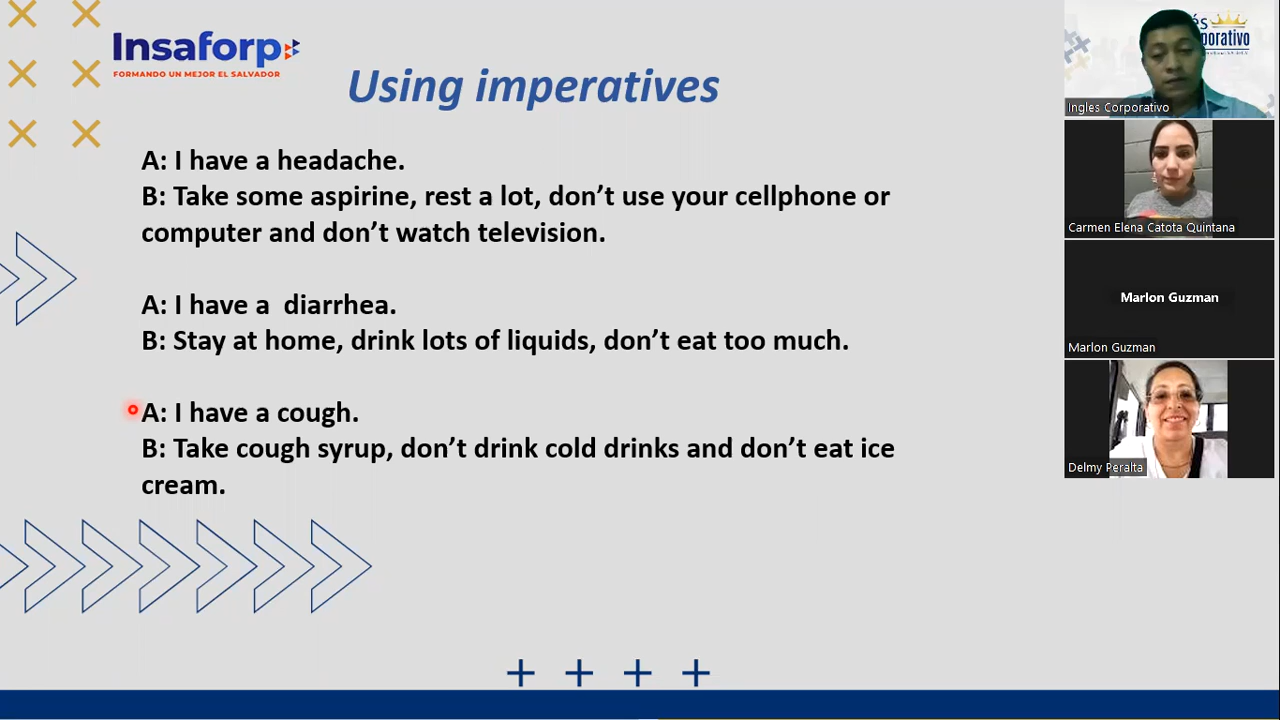 Insaforp
FORMANDO UN MEJOR EL SALVADOR
Using imperatives
A: I have a headache.
B: Take some aspirine, rest a lot, don’t use your cellphone or
computer and don’t watch television.
A: I have a  diarrhea.
B: Stay at home, drink lots of liquids, don’t eat too much.
A: I have a cough.
B: Take cough syrup, don’t drink cold drinks and don’t eat ice
cream.
Ingles Corporativo
Carmen Elena Catota Quintana
Marlon Guzman
Marlon Guzman
Delmy Peralta